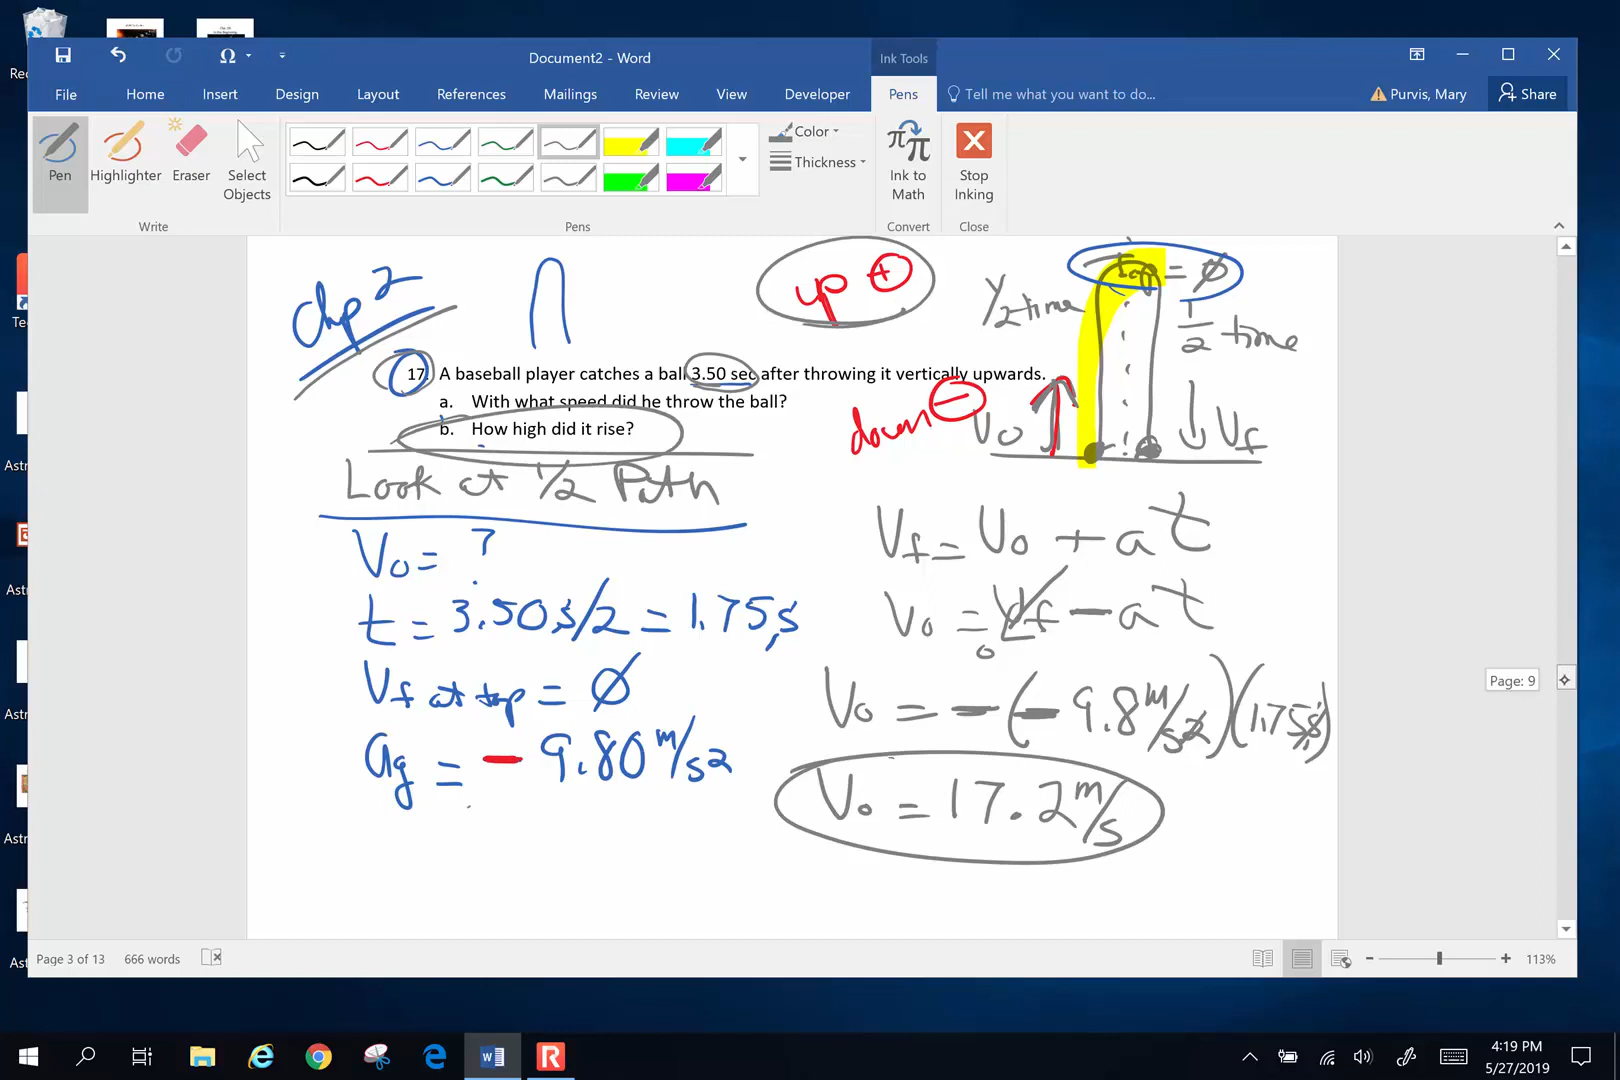 Document2 - Word
Ink Tools
File Home Insert Design Layout References Mailings Review View Developer Pens Tell me what you want to do... Purvis, Mary Share
Pen Highlighter Eraser Select Objects
Color
Thickness
Ink to Math
Stop Inking
Write Pens Convert Close
chp 2
up +
top = ∅
1/2 time
1/2 time
17. A baseball player catches a ball 3.50 sec after throwing it vertically upwards.
a. With what speed did he throw the ball?
b. How high did it rise?
down −
Vo
Vf
Look at 1/2 Path
Vo = ?
t = 3.50s/2 = 1.75s
Vf at top = ∅
ag = - 9.80 m/s2
Vf = Vo + at
Vo = Vf - at
0
Vo = - (- 9.8 m/s2)(1.75s)
Vo = 17.2 m/s
Page: 9
Page 3 of 13 666 words
113%
4:19 PM
5/27/2019